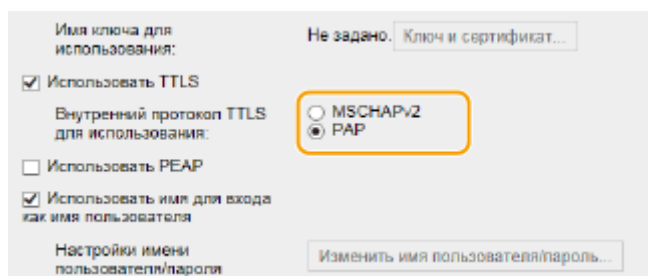 Имя ключа для
использования:
Не задано. Ключ и сертификат...
Использовать TTLS
Внутренний протокол TTLS
для использования:
MSCHAPv2
PAP
Использовать PEAP
Использовать имя для входа
как имя пользователя
Настройки имени
пользователя/пароля
Изменить имя пользователя/пароль...